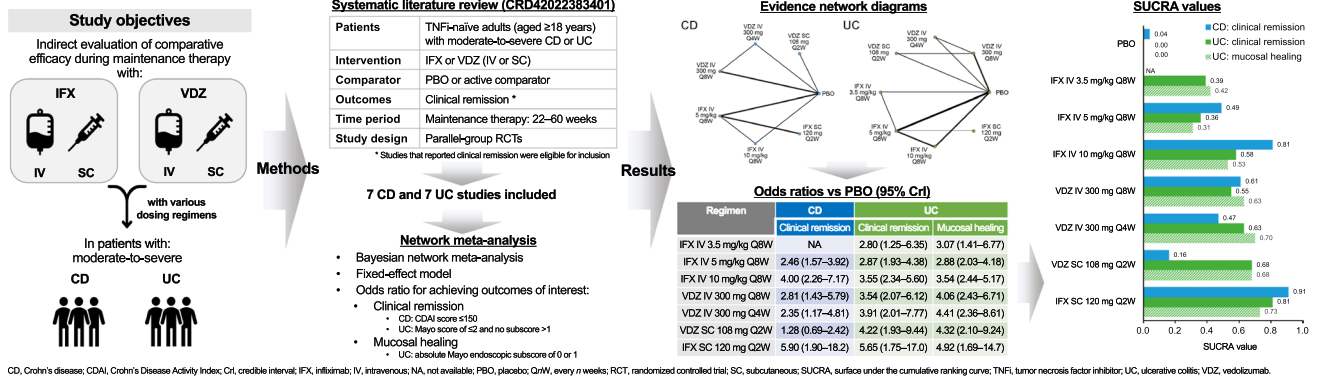 Study objectives
Indirect evaluation of comparative
efficacy during maintenance therapy
with:
IFX
VDZ
IV SC
IV SC
with various
dosing regimens
In patients with:
moderate-to-severe
CD UC
Methods
Systematic literature review (CRD42022383401)
Patients TNFi-naïve adults (aged ≥18 years)
with moderate-to-severe CD or UC
Intervention IFX or VDZ (IV or SC)
Comparator PBO or active comparator
Outcomes Clinical remission *
Time period Maintenance therapy: 22–60 weeks
Study design Parallel-group RCTs
* Studies that reported clinical remission were eligible for inclusion
7 CD and 7 UC studies included
Network meta-analysis
• Bayesian network meta-analysis
• Fixed-effect model
• Odds ratio for achieving outcomes of interest:
• Clinical remission
• CD: CDAI score ≤150
• UC: Mayo score of ≤2 and no subscore >1
• Mucosal healing
• UC: absolute Mayo endoscopic subscore of 0 or 1
Results
Evidence network diagrams
CD
VDZ IV
300 mg
Q4W
VDZ SC
108 mg
Q2W
VDZ IV
300 mg
Q8W
PBO
IFX IV
5 mg/kg
Q8W
IFX SC
120 mg
Q2W
IFX IV
10 mg/kg
Q8W
UC
VDZ IV
300 mg
Q4W
VDZ SC
108 mg
Q2W
VDZ IV
300 mg
Q8W
IFX IV
3.5 mg/kg
Q8W
PBO
IFX IV
5 mg/kg
Q8W
IFX SC
120 mg
Q2W
IFX IV
10 mg/kg
Q8W
Odds ratios vs PBO (95% CrI)
Regimen CD UC
Clinical remission Clinical remission Mucosal healing
IFX IV 3.5 mg/kg Q8W NA 2.80 (1.25–6.35) 3.07 (1.41–6.77)
IFX IV 5 mg/kg Q8W 2.46 (1.57–3.92) 2.87 (1.93–4.38) 2.88 (2.03–4.18)
IFX IV 10 mg/kg Q8W 4.00 (2.26–7.17) 3.55 (2.34–5.60) 3.54 (2.44–5.17)
VDZ IV 300 mg Q8W 2.81 (1.43–5.79) 3.54 (2.07–6.12) 4.06 (2.43–6.71)
VDZ IV 300 mg Q4W 2.35 (1.17–4.81) 3.91 (2.01–7.77) 4.41 (2.36–8.61)
VDZ SC 108 mg Q2W 1.28 (0.69–2.42) 4.22 (1.93–9.44) 4.32 (2.10–9.24)
IFX SC 120 mg Q2W 5.90 (1.90–18.2) 5.65 (1.75–17.0) 4.92 (1.69–14.7)
SUCRA values
CD: clinical remission
UC: clinical remission
UC: mucosal healing
PBO 0.04
0.00
0.00
IFX IV 3.5 mg/kg Q8W NA
0.39
0.42
IFX IV 5 mg/kg Q8W 0.49
0.36
0.31
IFX IV 10 mg/kg Q8W 0.81
0.58
0.53
VDZ IV 300 mg Q8W 0.61
0.55
0.63
VDZ IV 300 mg Q4W 0.47
0.63
0.70
VDZ SC 108 mg Q2W 0.16
0.68
0.68
IFX SC 120 mg Q2W 0.91
0.81
0.73
0.0 0.2 0.4 0.6 0.8 1.0
SUCRA value
CD, Crohn's disease; CDAI, Crohn's Disease Activity Index; CrI, credible interval; IFX, infliximab; IV, intravenous; NA, not available; PBO, placebo; QnW, every n weeks; RCT, randomized controlled trial; SC, subcutaneous; SUCRA, surface under the cumulative ranking curve; TNFi, tumor necrosis factor inhibitor; UC, ulcerative colitis; VDZ, vedolizumab.